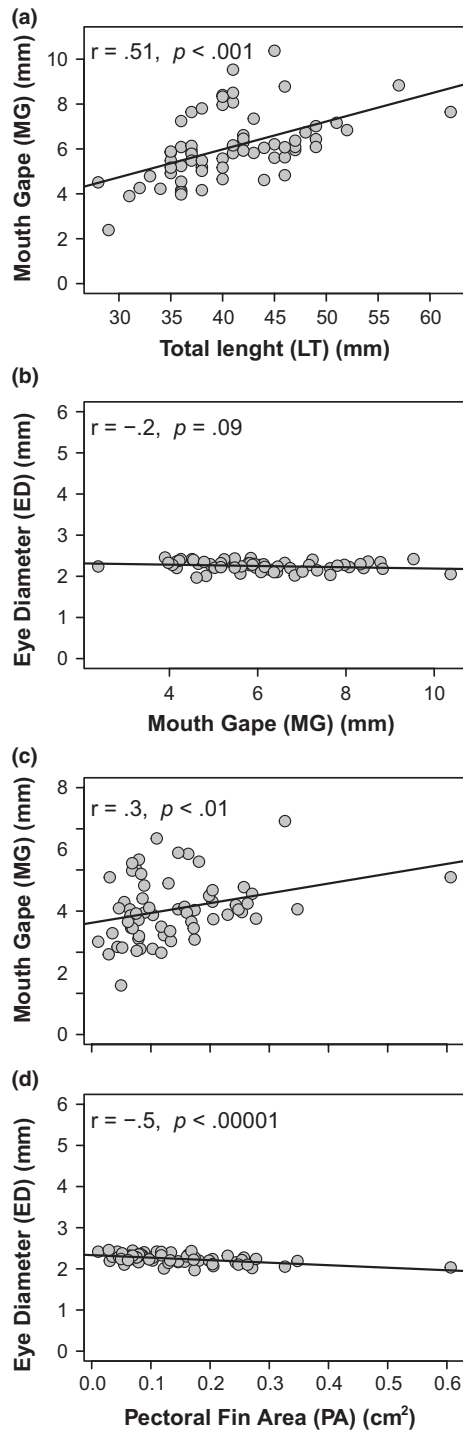 (a)
r = .51, p < .001
Mouth Gape (MG) (mm)
10
8
6
4
2
0
30 35 40 45 50 55 60
Total lenght (LT) (mm)
(b)
r = −.2, p = .09
Eye Diameter (ED) (mm)
6
5
4
3
2
1
0
4 6 8 10
Mouth Gape (MG) (mm)
(c)
r = .3, p < .01
Mouth Gape (MG) (mm)
8
6
4
2
0
(d)
r = −.5, p < .00001
Eye Diameter (ED) (mm)
6
5
4
3
2
1
0
0.0 0.1 0.2 0.3 0.4 0.5 0.6
Pectoral Fin Area (PA) (cm²)